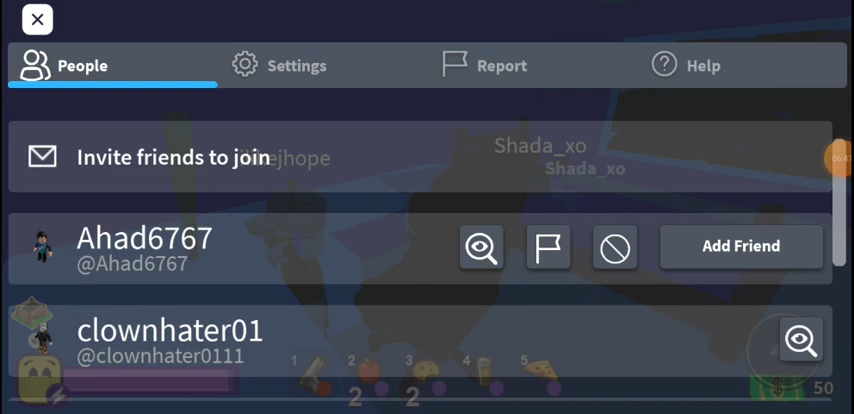 People
Settings
Report
Help
Invite friends to join
Shada_xo
Shada_xo
Ahad6767
@Ahad6767
Add Friend
clownhater01
@clownhater0111
1
2
3
4
5
2
2
50